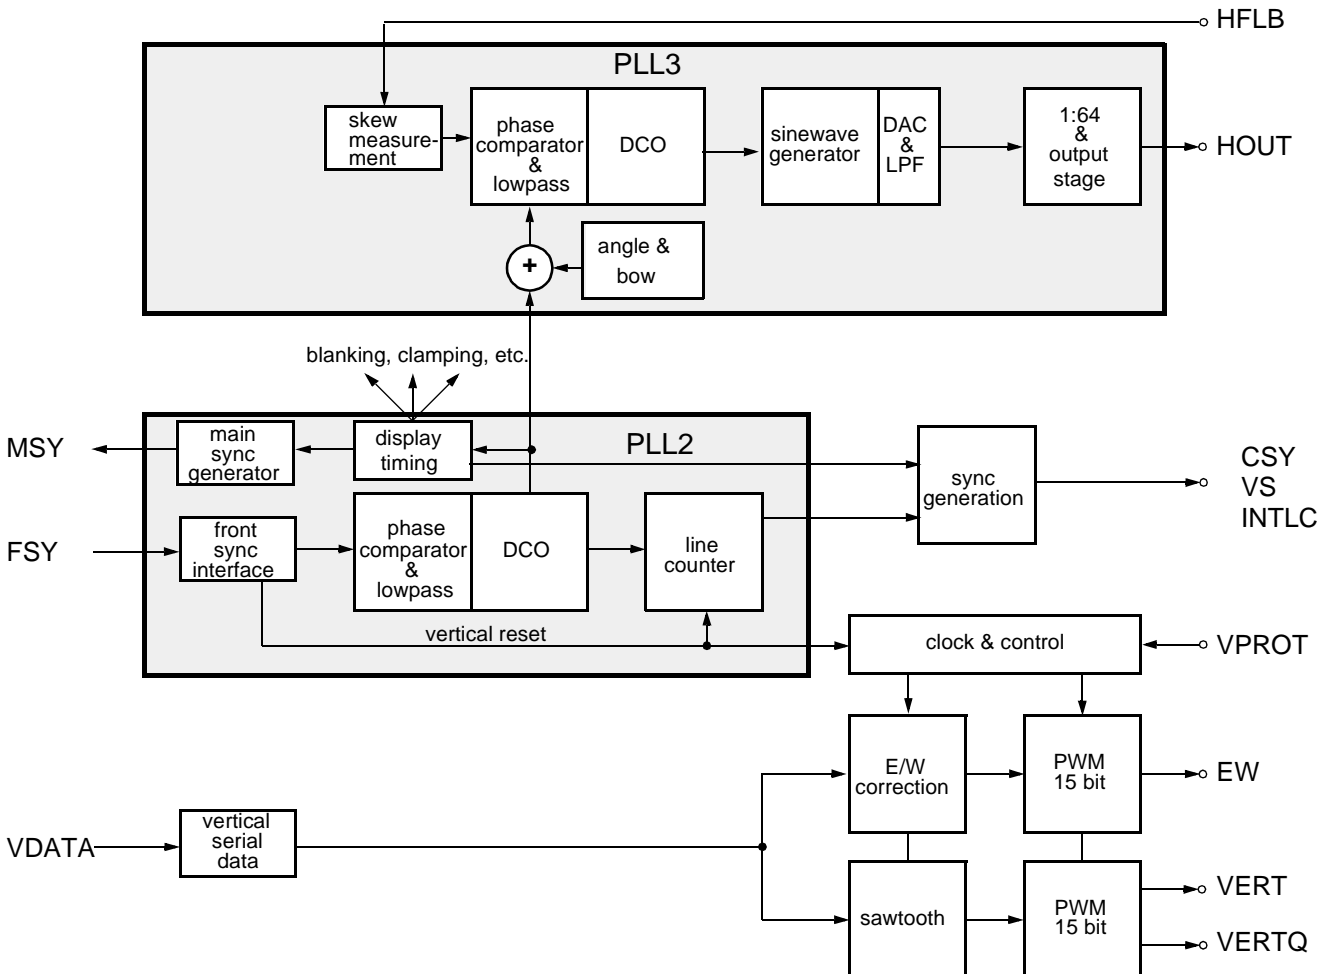 HFLB
PLL3
skew
measure-
ment
phase
comparator
&
lowpass
DCO
sinewave
generator
DAC
&
LPF
1:64
&
output
stage
HOUT
+
angle &
bow
blanking, clamping, etc.
PLL2
MSY
main
sync
generator
display
timing
FSY
front
sync
interface
phase
comparator
&
lowpass
DCO
line
counter
vertical reset
sync
generation
CSY
VS
INTLC
clock & control
VPROT
E/W
correction
PWM
15 bit
EW
VDATA
vertical
serial
data
sawtooth
PWM
15 bit
VERT
VERTQ